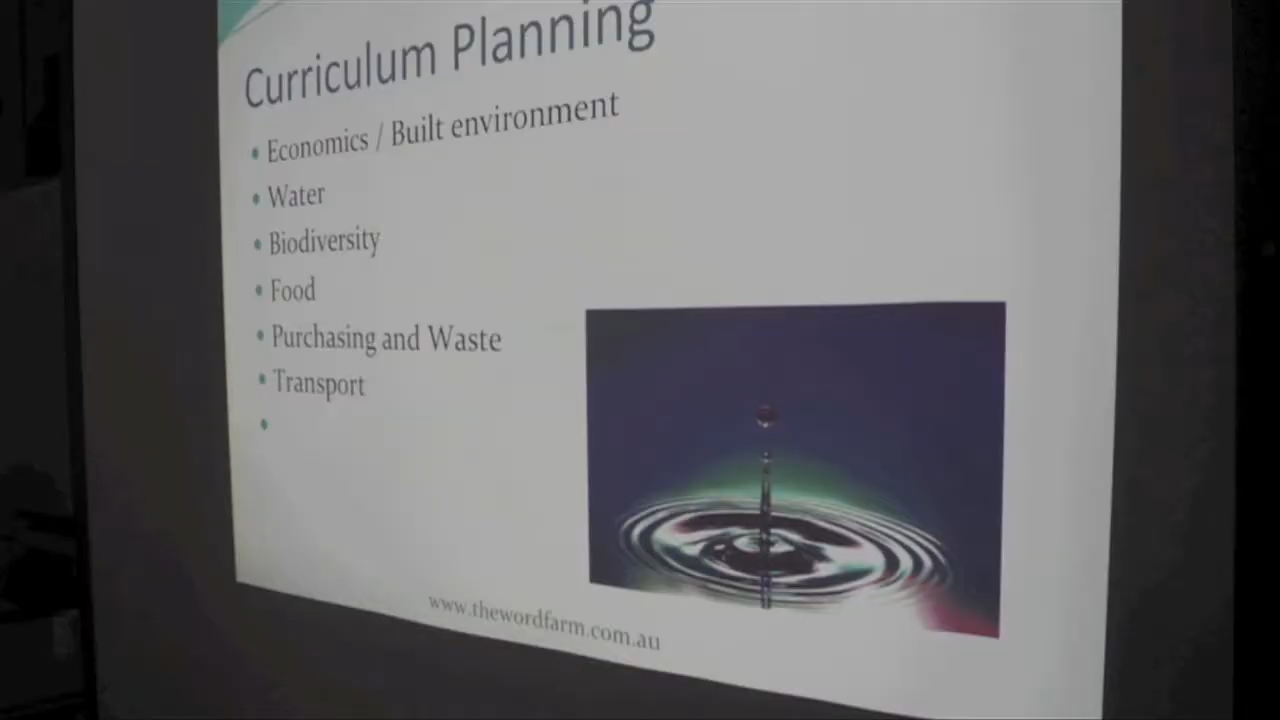 Curriculum Planning
• Economics / Built environment
• Water
• Biodiversity
• Food
• Purchasing and Waste
• Transport
•
www.thewordfarm.com.au